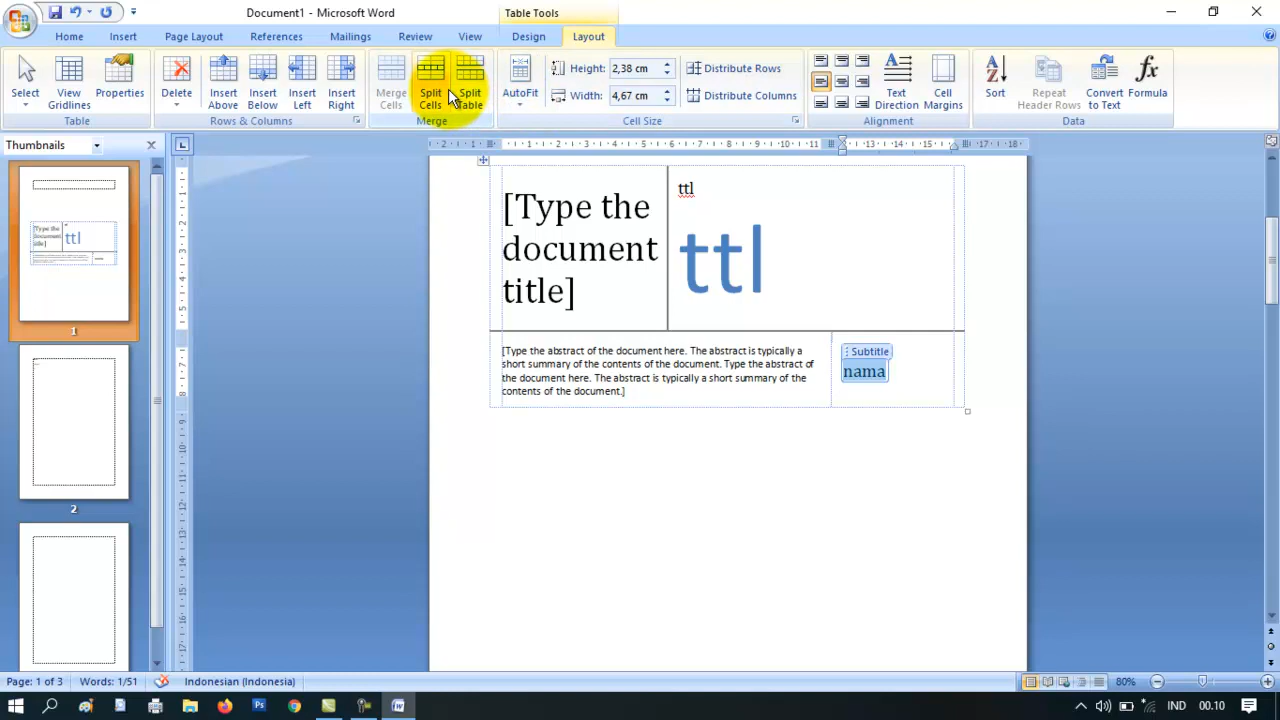 Document1 - Microsoft Word
Table Tools
Home Insert Page Layout References Mailings Review View Design Layout
Select
View Gridlines
Properties
Table
Delete
Insert Above
Insert Below
Insert Left
Insert Right
Rows & Columns
Merge Cells
Split Cells
Split Table
Merge
AutoFit
Height: 2,38 cm
Width: 4,67 cm
Distribute Rows
Distribute Columns
Cell Size
Text Direction
Cell Margins
Alignment
Sort
Repeat Header Rows
Convert to Text
Formula
Data
Thumbnails
1
2
[Type the
document
title]
ttl
ttl
[Type the abstract of the document here. The abstract is typically a
short summary of the contents of the document. Type the abstract of
the document here. The abstract is typically a short summary of the
contents of the document.]
Subtitle
nama
Page: 1 of 3 Words: 1/51 Indonesian (Indonesia) 80%
IND 00.10